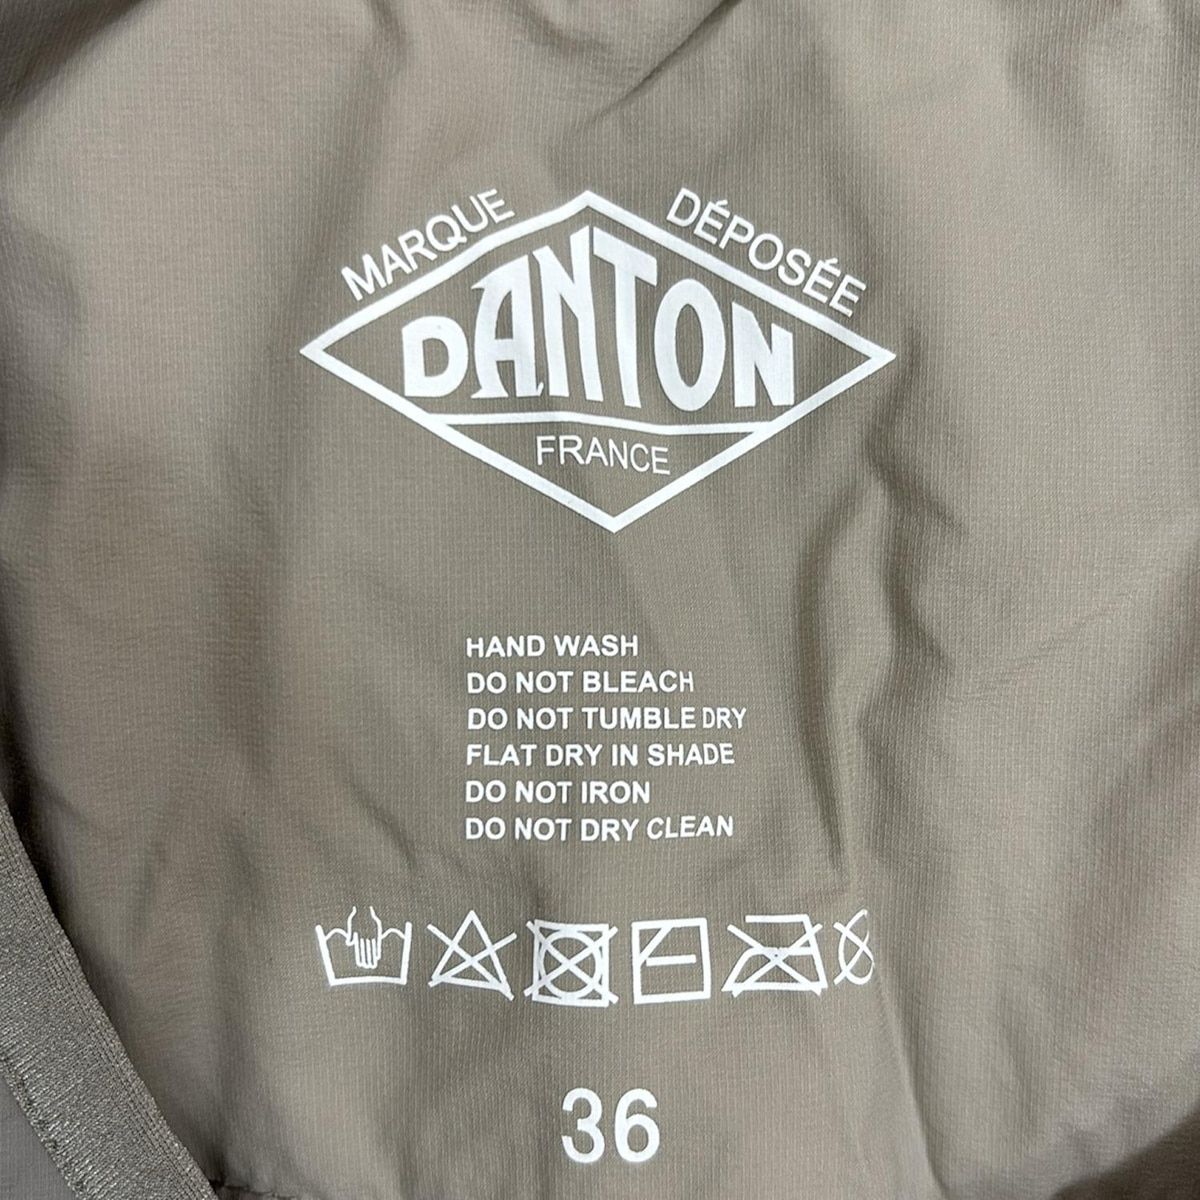 MARQUE DÉPOSÉE
DANTON
FRANCE
HAND WASH
DO NOT BLEACH
DO NOT TUMBLE DRY
FLAT DRY IN SHADE
DO NOT IRON
DO NOT DRY CLEAN
36